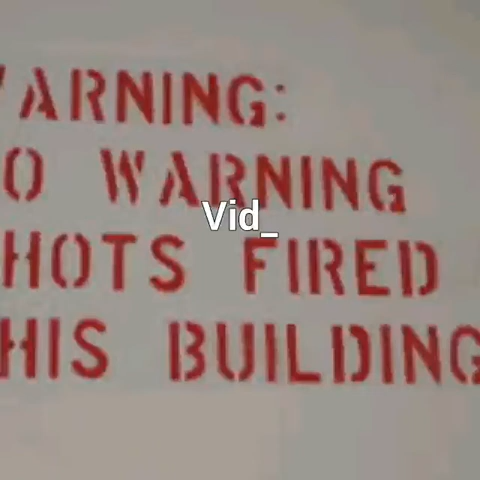 ARNING:
O WARNING
Vid_
HOTS FIRED
HIS BUILDING